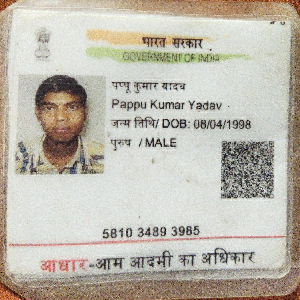 भारत सरकार
GOVERNMENT OF INDIA
पप्पू कुमार यादव
Pappu Kumar Yadav
जन्म तिथि/ DOB: 08/04/1998
पुरुष / MALE
5810 3489 3985
आधार-आम आदमी का अधिकार